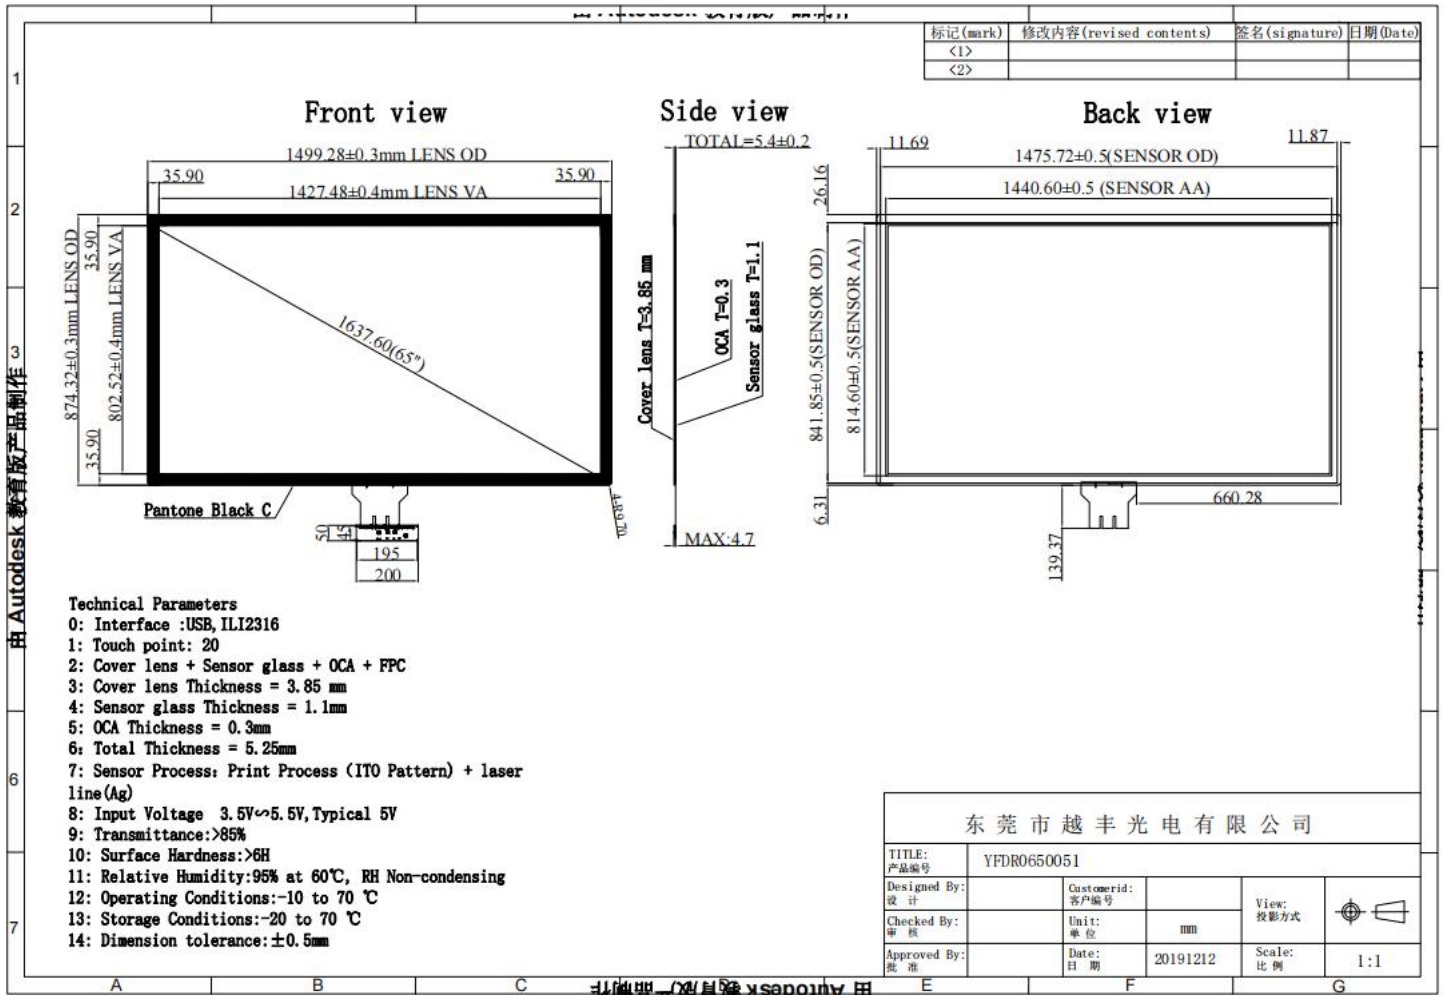 标记(mark) 修改内容(revised contents) 签名(signature) 日期(Date)
<1>
<2>
1
2
3
6
7
Front view
Side view
Back view
1499.28±0.3mm LENS OD
35.90
35.90
1427.48±0.4mm LENS VA
874.32±0.3mm LENS OD
35.90
802.52±0.4mm LENS VA
35.90
1637.60(65")
Pantone Black C
4-R9.70
50
45
195
200
TOTAL=5.4±0.2
Cover lens T=3.85 mm
OCA T=0.3
Sensor glass T=1.1
MAX:4.7
11.69
11.87
1475.72±0.5(SENSOR OD)
1440.60±0.5 (SENSOR AA)
26.16
841.85±0.5(SENSOR OD)
814.60±0.5(SENSOR AA)
6.31
660.28
139.37
由 Autodesk 教育版产品制作
Technical Parameters
0: Interface :USB,ILI2316
1: Touch point: 20
2: Cover lens + Sensor glass + OCA + FPC
3: Cover lens Thickness = 3.85 mm
4: Sensor glass Thickness = 1.1mm
5: OCA Thickness = 0.3mm
6: Total Thickness = 5.25mm
7: Sensor Process: Print Process (ITO Pattern) + laser
line(Ag)
8: Input Voltage 3.5V∽5.5V,Typical 5V
9: Transmittance:>85%
10: Surface Hardness:>6H
11: Relative Humidity:95% at 60℃, RH Non-condensing
12: Operating Conditions:-10 to 70 ℃
13: Storage Conditions:-20 to 70 ℃
14: Dimension tolerance:±0.5mm
东莞市越丰光电有限公司
TITLE:
产品编号
YFDR0650051
Designed By:
设 计
Customerid:
客户编号
View:
投影方式
Checked By:
审 核
Unit:
单 位
mm
Approved By:
批 准
Date:
日 期
20191212
Scale:
比 例
1:1
A B C E F G
由 Autodesk 教育版产品制作